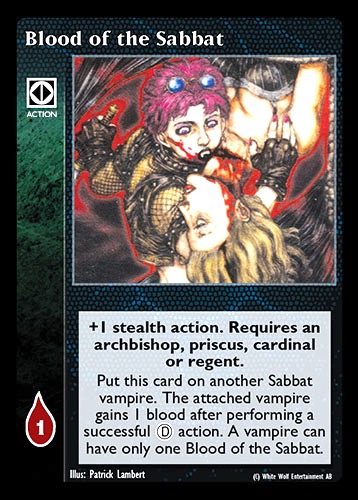 Blood of the Sabbat
ACTION
+1 stealth action. Requires an
archbishop, priscus, cardinal
or regent.
Put this card on another Sabbat
vampire. The attached vampire
gains 1 blood after performing a
successful Ⓓ action. A vampire can
have only one Blood of the Sabbat.
1
Illus: Patrick Lambert
(C) White Wolf Entertainment AB